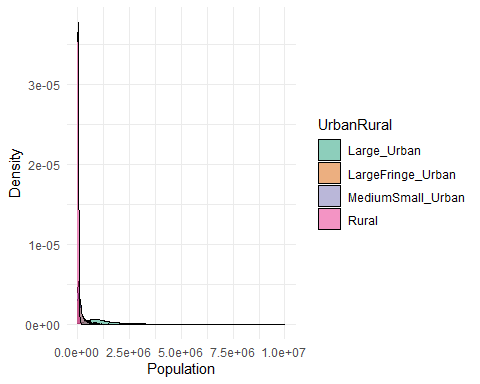 3e-05
2e-05
1e-05
0e+00
Density
0.0e+00 2.5e+06 5.0e+06 7.5e+06 1.0e+07
Population
UrbanRural
Large_Urban
LargeFringe_Urban
MediumSmall_Urban
Rural